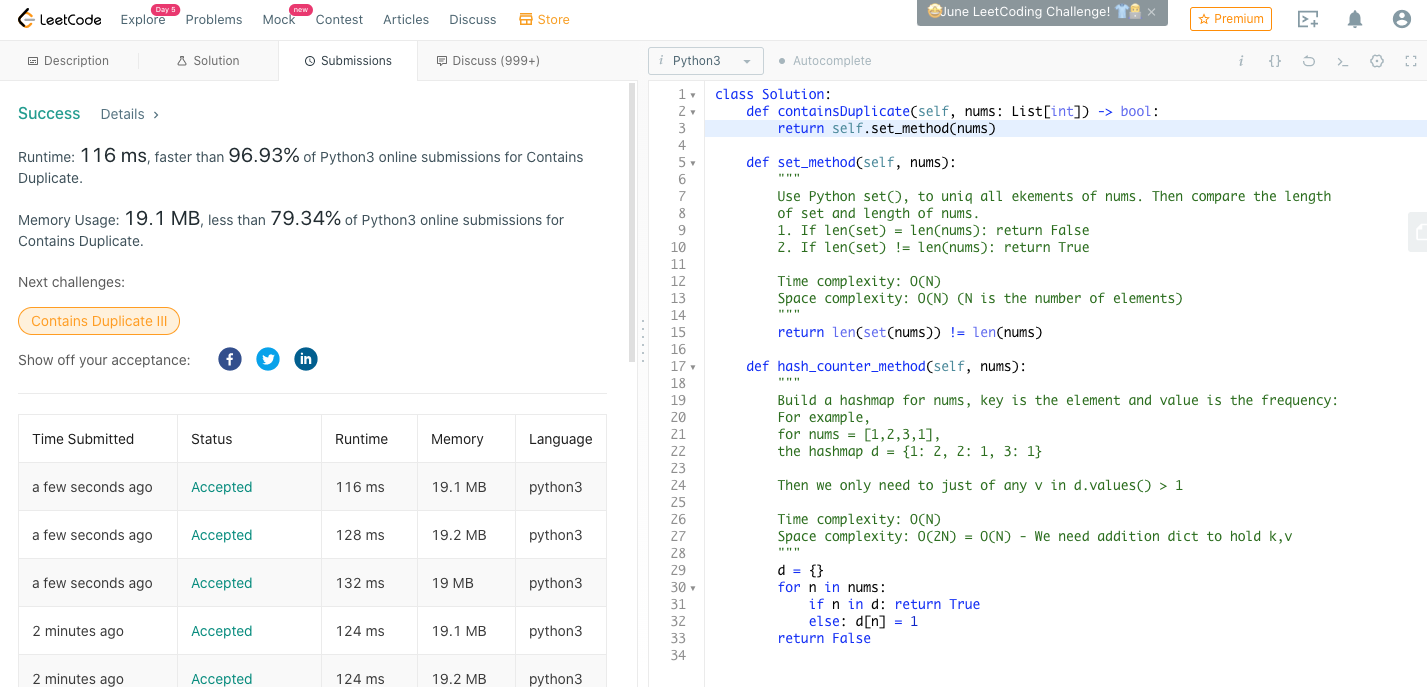 LeetCode
Explore
Day 5
Problems
Mock
new
Contest
Articles
Discuss
Store
June LeetCoding Challenge!
×
Premium
Description
Solution
Submissions
Discuss (999+)
i Python3
Autocomplete
i
{}
Success
Details
Runtime: 116 ms, faster than 96.93% of Python3 online submissions for Contains
Duplicate.
Memory Usage: 19.1 MB, less than 79.34% of Python3 online submissions for
Contains Duplicate.
Next challenges:
Contains Duplicate III
Show off your acceptance:
f
in
Time Submitted Status Runtime Memory Language
a few seconds ago Accepted 116 ms 19.1 MB python3
a few seconds ago Accepted 128 ms 19.2 MB python3
a few seconds ago Accepted 132 ms 19 MB python3
2 minutes ago Accepted 124 ms 19.1 MB python3
2 minutes ago Accepted 124 ms 19.2 MB python3
1 class Solution:
2     def containsDuplicate(self, nums: List[int]) -> bool:
3         return self.set_method(nums)
4
5     def set_method(self, nums):
6         """
7         Use Python set(), to uniq all ekements of nums. Then compare the length
8         of set and length of nums.
9         1. If len(set) = len(nums): return False
10         2. If len(set) != len(nums): return True
11
12         Time complexity: O(N)
13         Space complexity: O(N) (N is the number of elements)
14         """
15         return len(set(nums)) != len(nums)
16
17     def hash_counter_method(self, nums):
18         """
19         Build a hashmap for nums, key is the element and value is the frequency:
20         For example,
21         for nums = [1,2,3,1],
22         the hashmap d = {1: 2, 2: 1, 3: 1}
23
24         Then we only need to just of any v in d.values() > 1
25
26         Time complexity: O(N)
27         Space complexity: O(2N) = O(N) - We need addition dict to hold k,v
28         """
29         d = {}
30         for n in nums:
31             if n in d: return True
32             else: d[n] = 1
33         return False
34